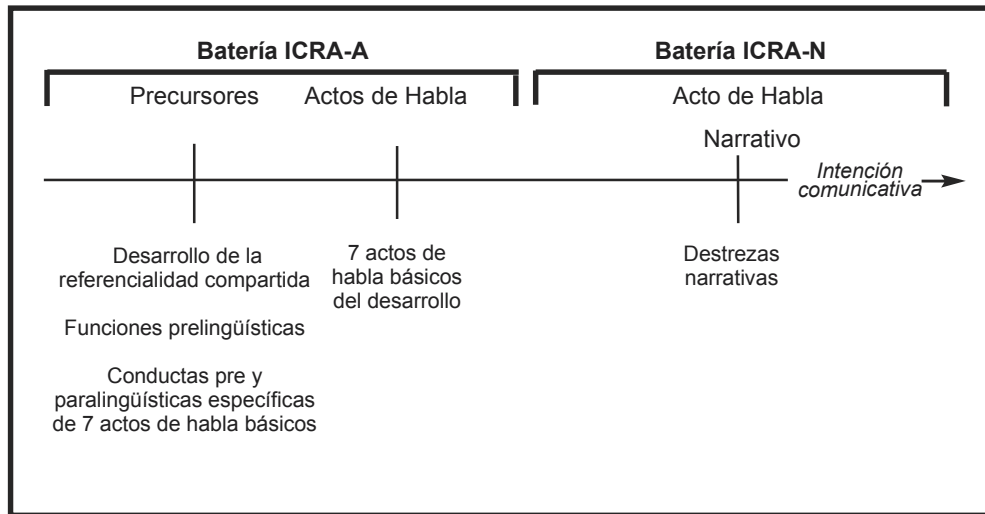 Batería ICRA-A
Batería ICRA-N
Precursores
Actos de Habla
Acto de Habla
Narrativo
Intención
comunicativa
Desarrollo de la
referencialidad compartida
Funciones prelingüísticas
Conductas pre y
paralingüísticas específicas
de 7 actos de habla básicos
7 actos de
habla básicos
del desarrollo
Destrezas
narrativas